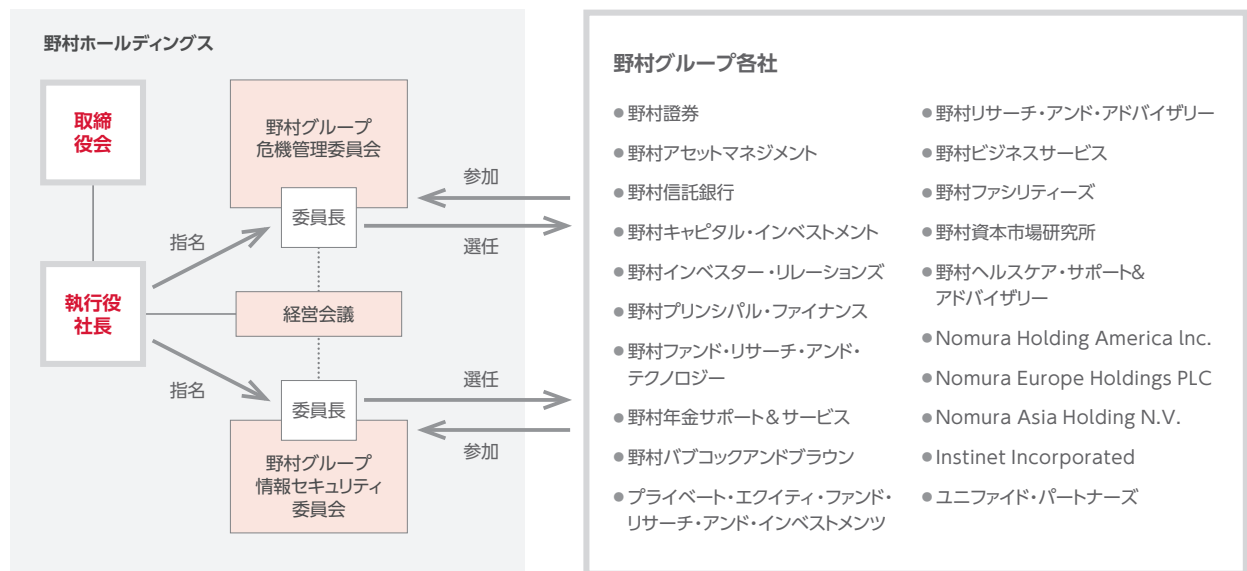 野村ホールディングス
取締
役会
執行役
社長
指名
指名
野村グループ
危機管理委員会
委員長
経営会議
委員長
野村グループ
情報セキュリティ
委員会
参加
選任
選任
参加
野村グループ各社
●野村證券
●野村アセットマネジメント
●野村信託銀行
●野村キャピタル・インベストメント
●野村インベスター・リレーションズ
●野村プリンシパル・ファイナンス
●野村ファンド・リサーチ・アンド・
テクノロジー
●野村年金サポート&サービス
●野村バブコックアンドブラウン
●プライベート・エクイティ・ファンド・
リサーチ・アンド・インベストメンツ
●野村リサーチ・アンド・アドバイザリー
●野村ビジネスサービス
●野村ファシリティーズ
●野村資本市場研究所
●野村ヘルスケア・サポート&
アドバイザリー
●Nomura Holding America Inc.
●Nomura Europe Holdings PLC
●Nomura Asia Holding N.V.
●Instinet Incorporated
●ユニファイド・パートナーズ